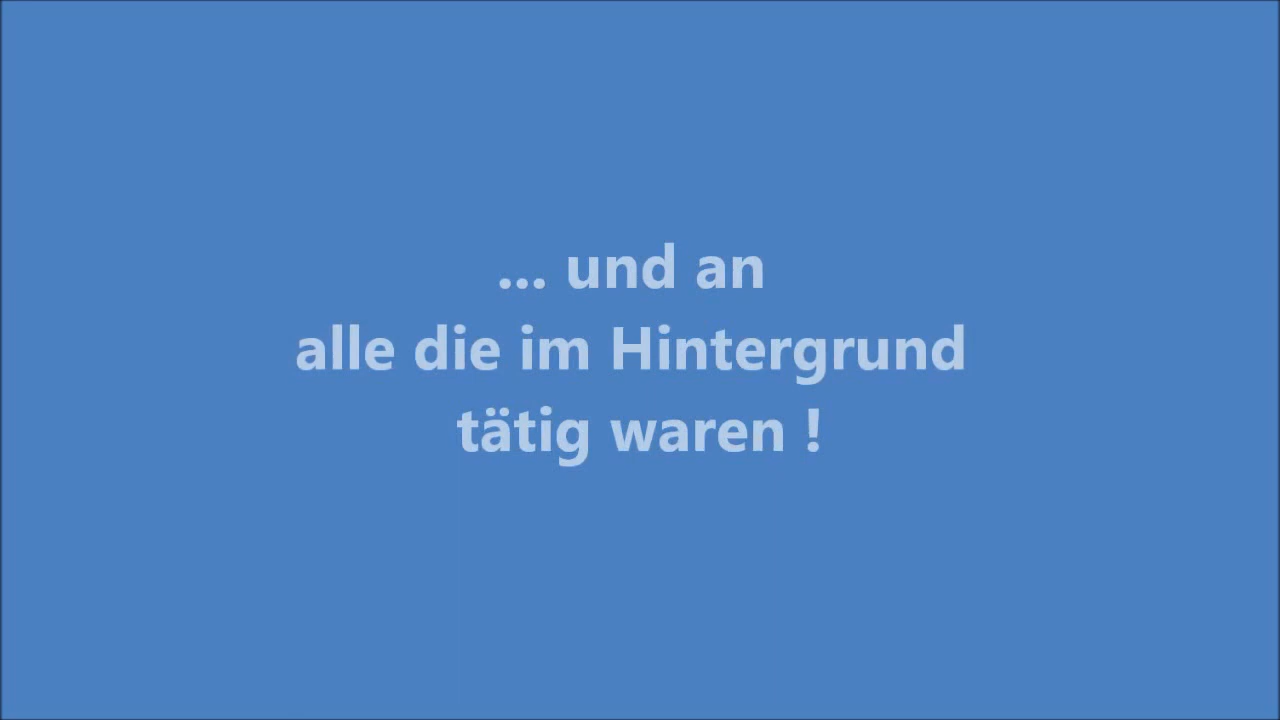 ... und an
alle die im Hintergrund
tätig waren !